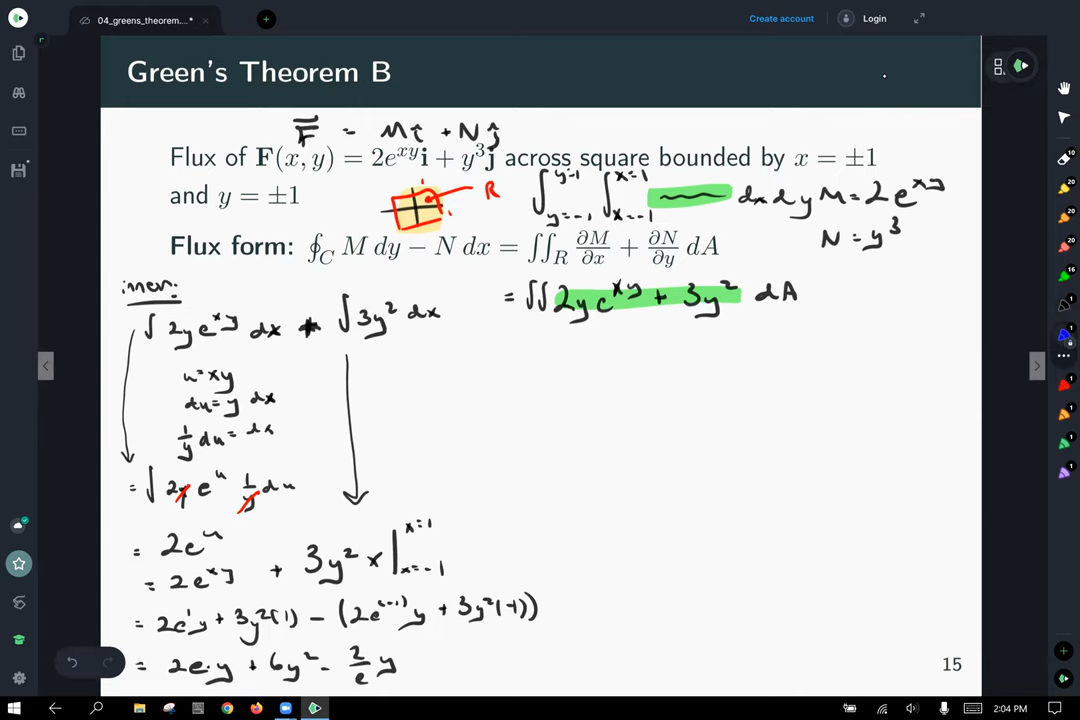 04_greens_theorem....*
Create account
Login
Green's Theorem B
F = Mî + Nĵ
Flux of F(x, y) = 2e^{xy}i + y^3j across square bounded by x = ±1
and y = ±1
R
∫_{y=-1}^{y=1} ∫_{x=-1}^{x=1} dx dy
M = 2e^{xy}
N = y^3
Flux form: ∮_C M dy − N dx = ∬_R ∂M/∂x + ∂N/∂y dA
= ∫∫ 2ye^{xy} + 3y^2 dA
inner:
∫ 2ye^{xy} dx + ∫ 3y^2 dx
u = xy
du = y dx
1/y du = dx
= ∫ 2y e^u 1/y du
= 2e^u
= 2e^{xy} + 3y^2 x |_{x=-1}^{x=1}
= 2e^1y + 3y^2(1) − (2e^{(-1)}y + 3y^2(-1))
= 2e·y + 6y^2 − 2/e y
15
2:04 PM